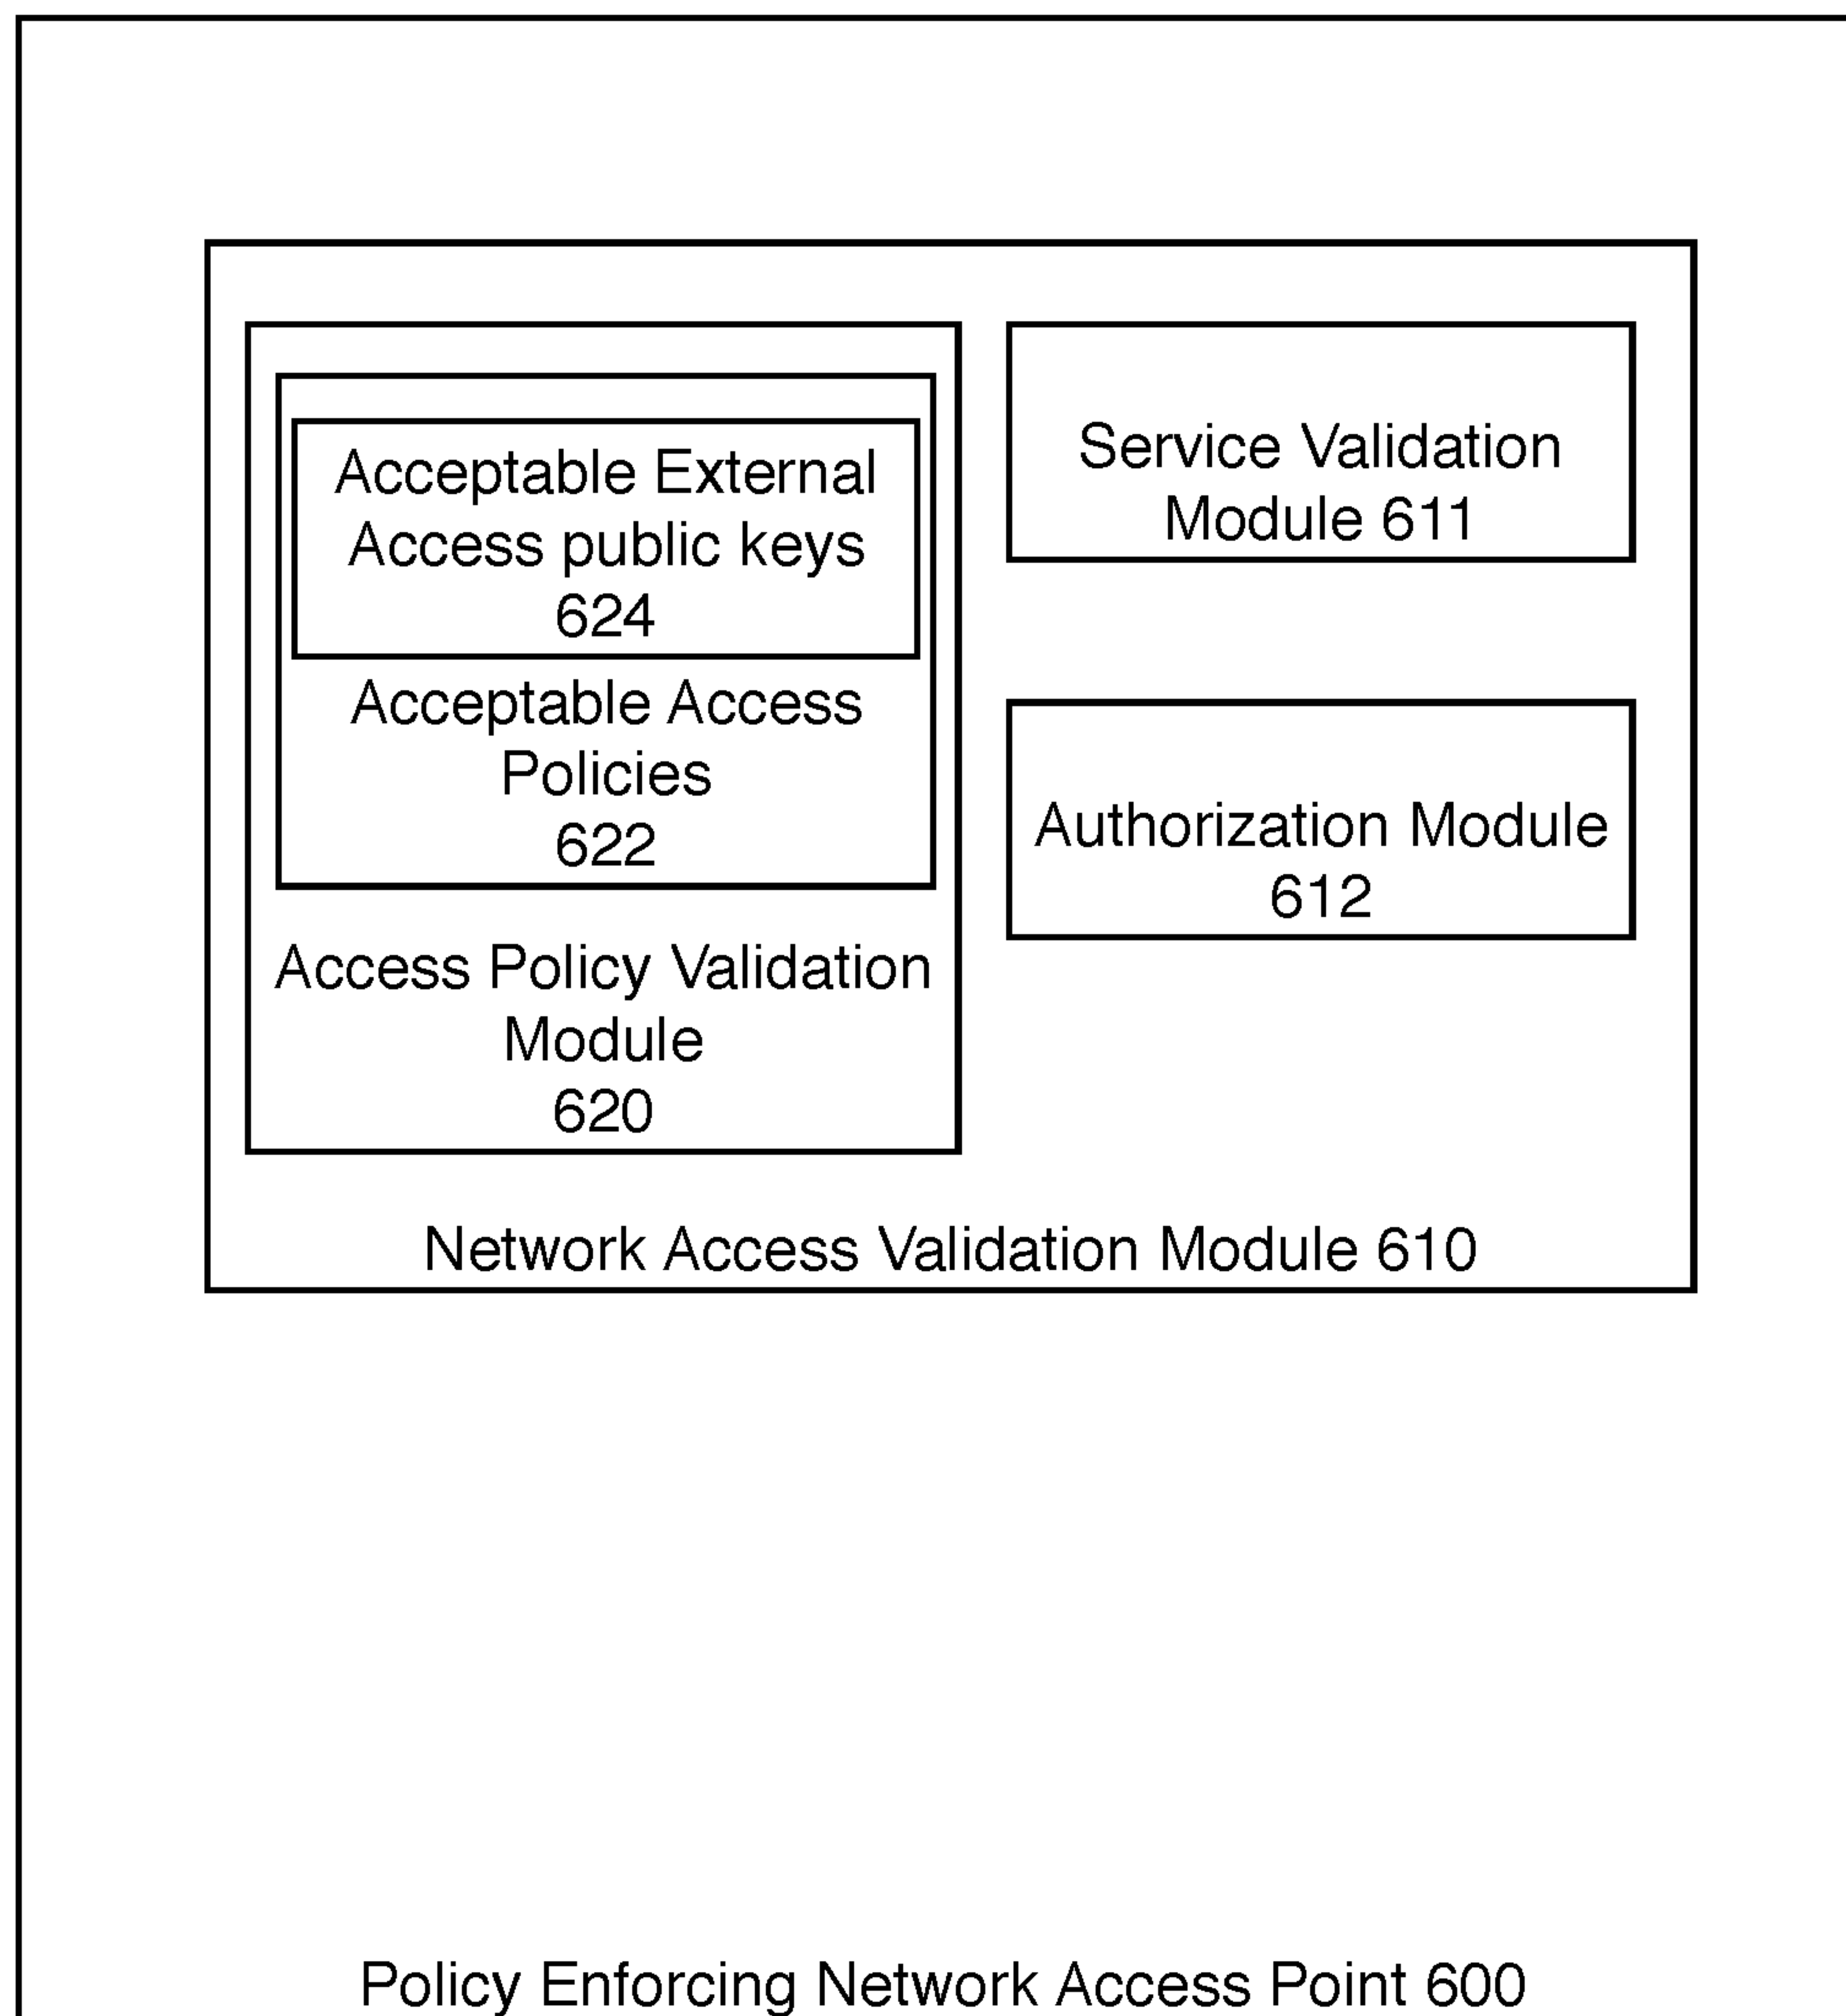 Acceptable External
Access public keys
624
Acceptable Access
Policies
622
Access Policy Validation
Module
620
Service Validation
Module 611
Authorization Module
612
Network Access Validation Module 610
Policy Enforcing Network Access Point 600